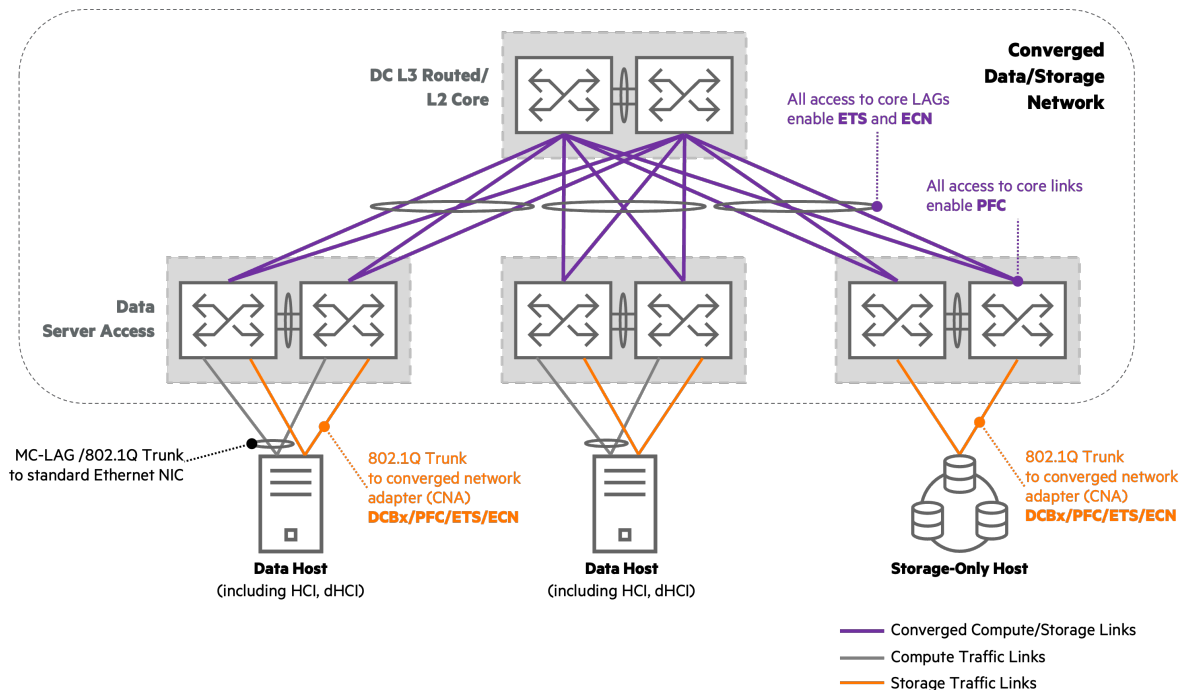 Converged
Data/Storage
Network
DC L3 Routed/
L2 Core
All access to core LAGs
enable ETS and ECN
All access to core links
enable PFC
Data
Server Access
MC-LAG /802.1Q Trunk
to standard Ethernet NIC
802.1Q Trunk
to converged network
adapter (CNA)
DCBx/PFC/ETS/ECN
802.1Q Trunk
to converged network
adapter (CNA)
DCBx/PFC/ETS/ECN
Data Host
(including HCI, dHCI)
Data Host
(including HCI, dHCI)
Storage-Only Host
Converged Compute/Storage Links
Compute Traffic Links
Storage Traffic Links